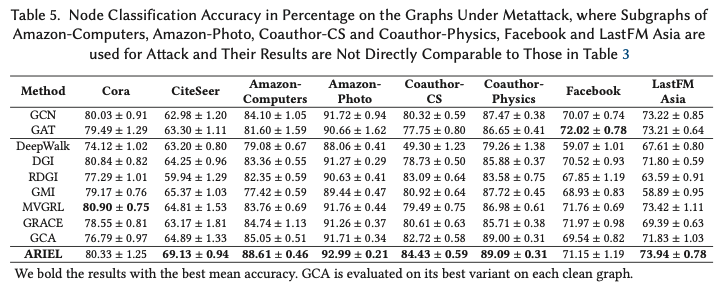 Table 5. Node Classification Accuracy in Percentage on the Graphs Under Metattack, where Subgraphs of
Amazon-Computers, Amazon-Photo, Coauthor-CS and Coauthor-Physics, Facebook and LastFM Asia are
used for Attack and Their Results are Not Directly Comparable to Those in Table 3
Method Cora CiteSeer Amazon-Computers Amazon-Photo Coauthor-CS Coauthor-Physics Facebook LastFM Asia
GCN 80.03 ± 0.91 62.98 ± 1.20 84.10 ± 1.05 91.72 ± 0.94 80.32 ± 0.59 87.47 ± 0.38 70.07 ± 0.74 73.22 ± 0.85
GAT 79.49 ± 1.29 63.30 ± 1.11 81.60 ± 1.59 90.66 ± 1.62 77.75 ± 0.80 86.65 ± 0.41 72.02 ± 0.78 73.21 ± 0.64
DeepWalk 74.12 ± 1.02 63.20 ± 0.80 79.08 ± 0.67 88.06 ± 0.41 49.30 ± 1.23 79.26 ± 1.38 59.07 ± 1.01 67.61 ± 0.80
DGI 80.84 ± 0.82 64.25 ± 0.96 83.36 ± 0.55 91.27 ± 0.29 78.73 ± 0.50 85.88 ± 0.37 70.52 ± 0.93 71.80 ± 0.59
RDGI 77.29 ± 1.01 59.94 ± 1.29 82.35 ± 0.59 90.63 ± 0.41 83.09 ± 0.64 83.58 ± 0.75 67.85 ± 1.19 63.59 ± 0.91
GMI 79.17 ± 0.76 65.37 ± 1.03 77.42 ± 0.59 89.44 ± 0.47 80.92 ± 0.64 87.72 ± 0.45 68.93 ± 0.83 58.89 ± 0.95
MVGRL 80.90 ± 0.75 64.81 ± 1.53 83.76 ± 0.69 91.76 ± 0.44 79.49 ± 0.75 86.98 ± 0.61 71.76 ± 0.69 73.42 ± 1.11
GRACE 78.55 ± 0.81 63.17 ± 1.81 84.74 ± 1.13 91.26 ± 0.37 80.61 ± 0.63 85.71 ± 0.38 71.97 ± 0.98 69.39 ± 0.63
GCA 76.79 ± 0.97 64.89 ± 1.33 85.05 ± 0.51 91.71 ± 0.34 82.72 ± 0.58 89.00 ± 0.31 69.54 ± 0.82 71.83 ± 1.03
ARIEL 80.33 ± 1.25 69.13 ± 0.94 88.61 ± 0.46 92.99 ± 0.21 84.43 ± 0.59 89.09 ± 0.31 71.15 ± 1.19 73.94 ± 0.78
We bold the results with the best mean accuracy. GCA is evaluated on its best variant on each clean graph.